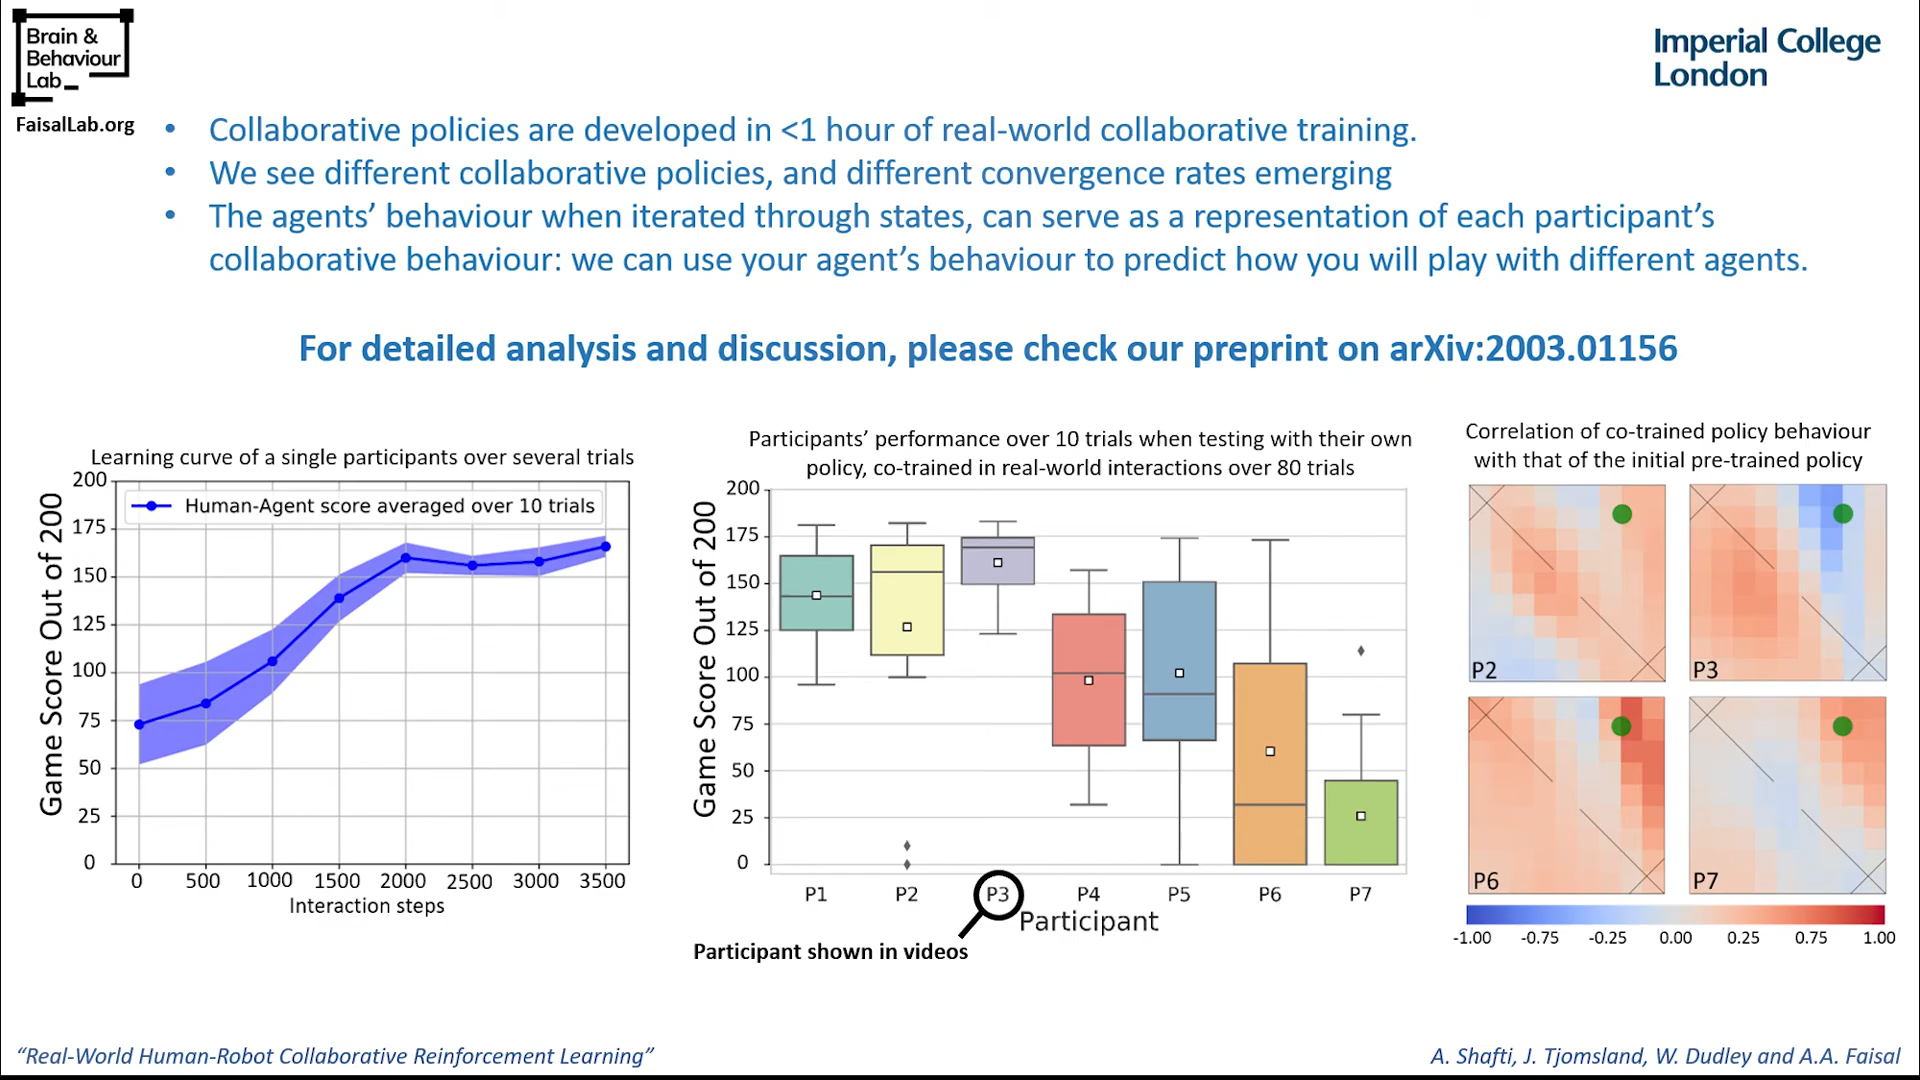 Brain &
Behaviour
Lab_
FaisalLab.org
Imperial College
London
• Collaborative policies are developed in <1 hour of real-world collaborative training.
• We see different collaborative policies, and different convergence rates emerging
• The agents’ behaviour when iterated through states, can serve as a representation of each participant’s
collaborative behaviour: we can use your agent’s behaviour to predict how you will play with different agents.
For detailed analysis and discussion, please check our preprint on arXiv:2003.01156
Learning curve of a single participants over several trials
Human-Agent score averaged over 10 trials
Game Score Out of 200
200
175
150
125
100
75
50
25
0
0 500 1000 1500 2000 2500 3000 3500
Interaction steps
Participants’ performance over 10 trials when testing with their own
policy, co-trained in real-world interactions over 80 trials
Game Score Out of 200
200
175
150
125
100
75
50
25
0
P1 P2 P3 P4 P5 P6 P7
Participant
Participant shown in videos
Correlation of co-trained policy behaviour
with that of the initial pre-trained policy
P2 P3
P6 P7
-1.00 -0.75 -0.25 0.00 0.25 0.75 1.00
“Real-World Human-Robot Collaborative Reinforcement Learning”
A. Shafti, J. Tjomsland, W. Dudley and A.A. Faisal